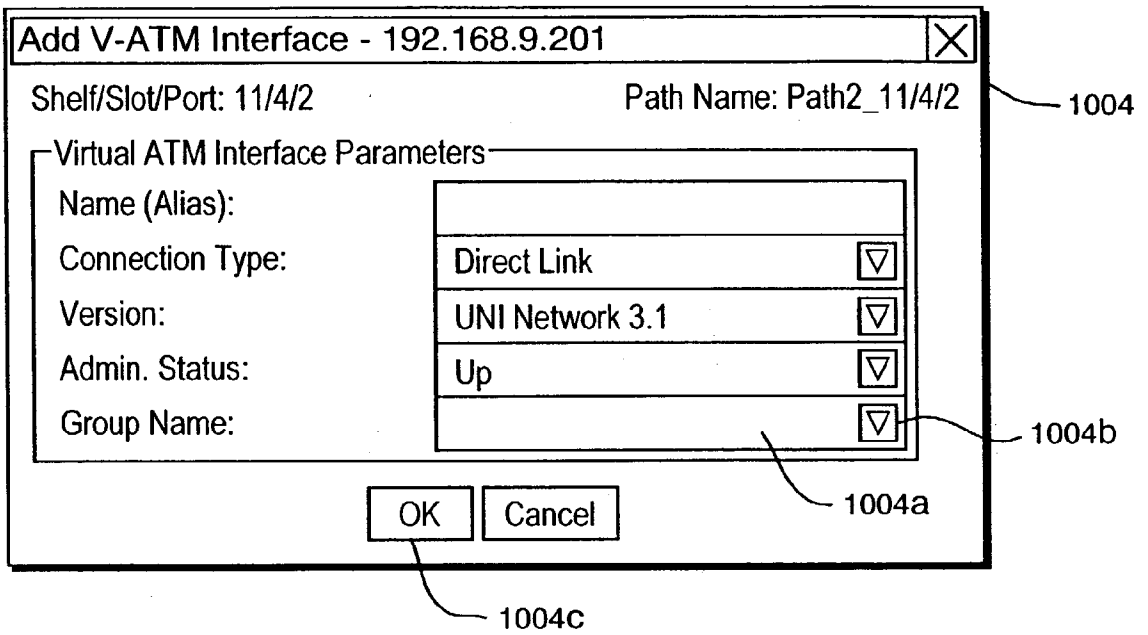 Add V-ATM Interface - 192.168.9.201
Shelf/Slot/Port: 11/4/2 Path Name: Path2_11/4/2
1004
Virtual ATM Interface Parameters
Name (Alias):
Connection Type: Direct Link
Version: UNI Network 3.1
Admin. Status: Up
Group Name:
1004b
1004a
OK Cancel
1004c